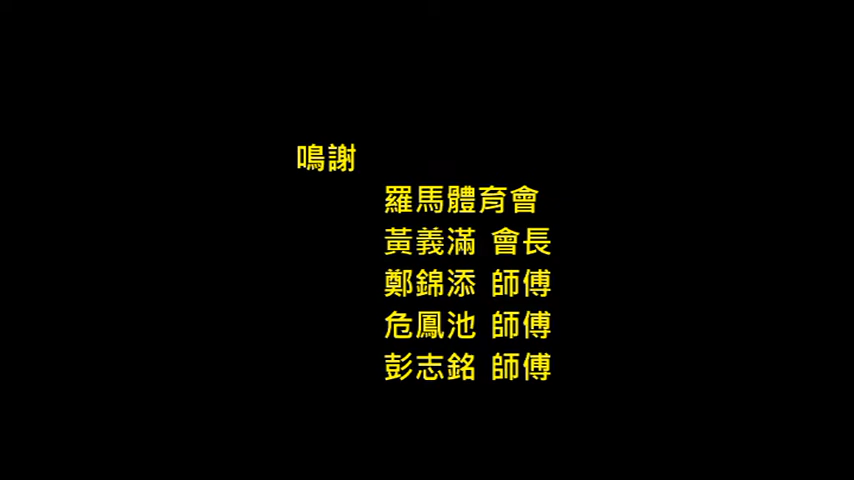 鳴謝
羅馬體育會
黃義滿 會長
鄭錦添 師傅
危鳳池 師傅
彭志銘 師傅